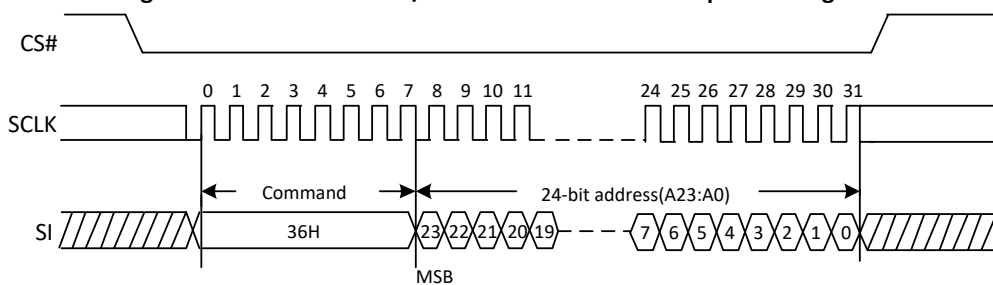 CS#
0 1 2 3 4 5 6 7 8 9 10 11 24 25 26 27 28 29 30 31
SCLK
Command 24-bit address(A23:A0)
SI 36H 23 22 21 20 19 7 6 5 4 3 2 1 0
MSB